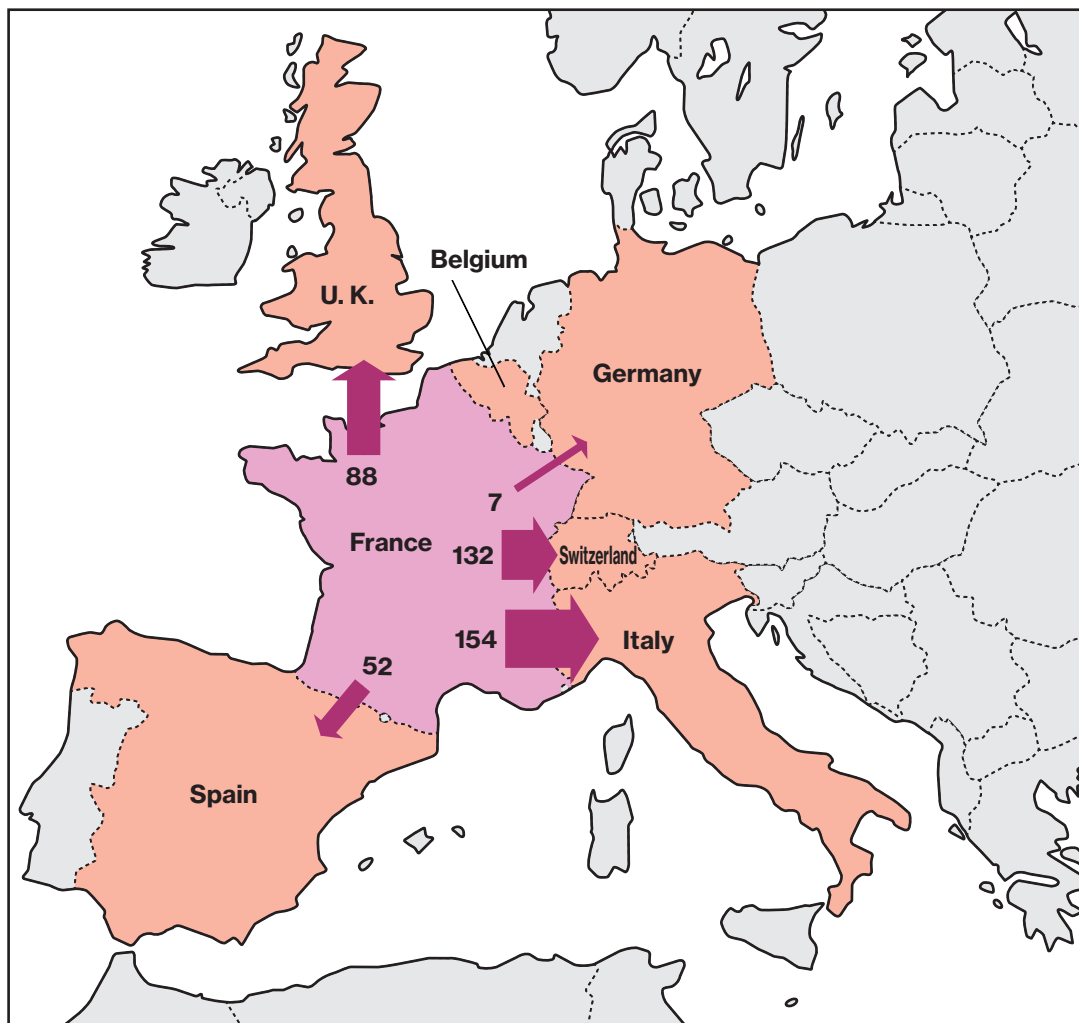 Belgium
U. K.
Germany
88
7
France
132
Switzerland
154
Italy
52
Spain